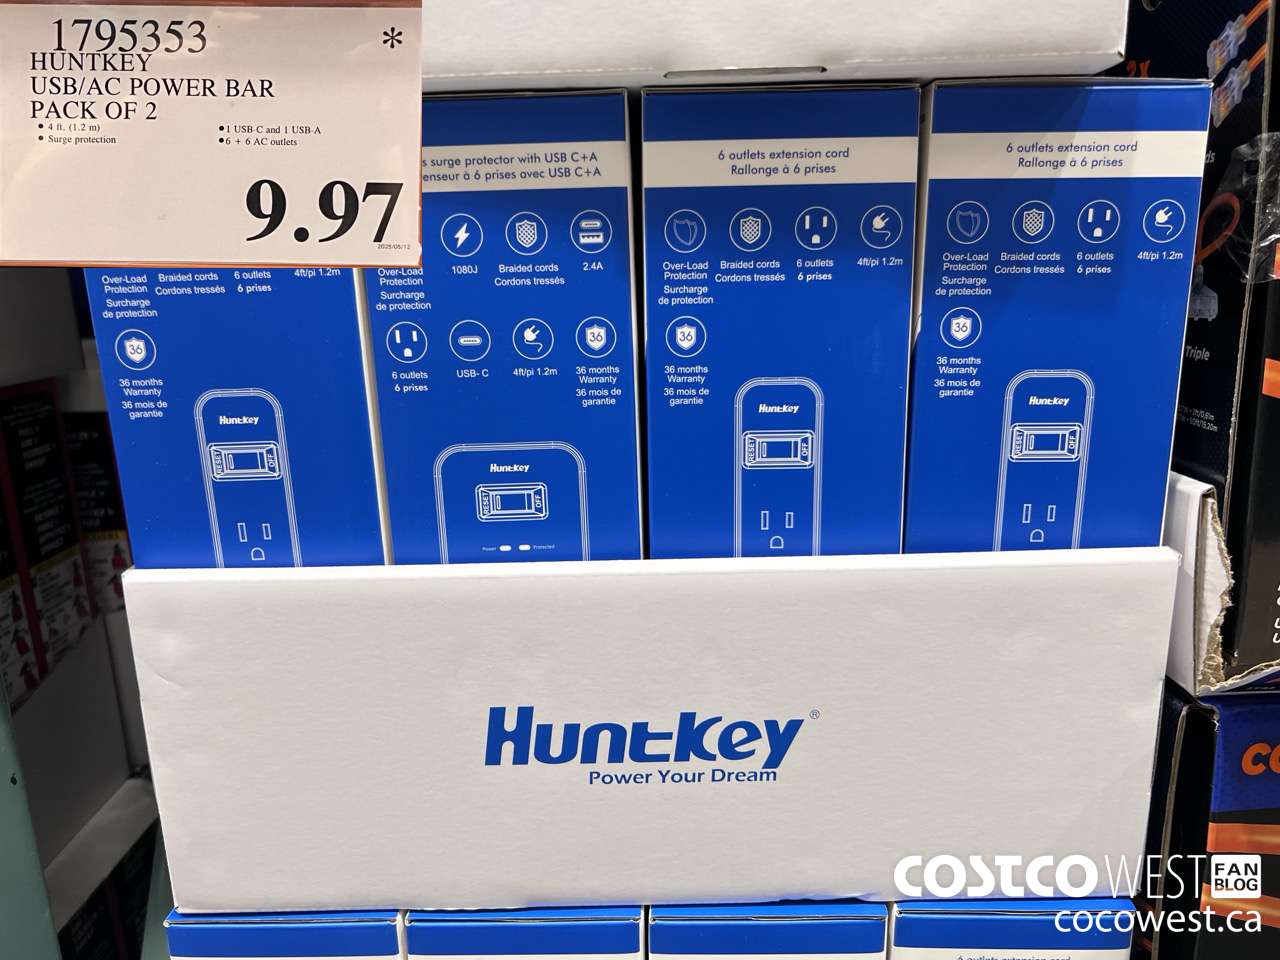 1795353 *
HUNTKEY
USB/AC POWER BAR
PACK OF 2
• 4 ft. (1.2 m)
• Surge protection
• 1 USB-C and 1 USB-A
• 6 + 6 AC outlets
9.97
2025/05/12
Over-Load
Protection
Surcharge
de protection
Braided cords
Cordons tressés
6 outlets
6 prises
4ft/pi 1.2m
36
36 months
Warranty
36 mois de
garantie
Huntkey
RESET
OFF
s surge protector with USB C+A
enseur à 6 prises avec USB C+A
Over-Load
Protection
Surcharge
de protection
1080J
Braided cords
Cordons tressés
2.4A
6 outlets
6 prises
USB- C
4ft/pi 1.2m
36
36 months
Warranty
36 mois de
garantie
Huntkey
RESET
OFF
Power
Protected
6 outlets extension cord
Rallonge à 6 prises
Over-Load
Protection
Surcharge
de protection
Braided cords
Cordons tressés
6 outlets
6 prises
4ft/pi 1.2m
36
36 months
Warranty
36 mois de
garantie
Huntkey
RESET
OFF
6 outlets extension cord
Rallonge à 6 prises
Over-Load
Protection
Surcharge
de protection
Braided cords
Cordons tressés
6 outlets
6 prises
4ft/pi 1.2m
36
36 months
Warranty
36 mois de
garantie
Huntkey
RESET
OFF
Triple
Huntkey®
Power Your Dream
6 outlets extension cord
COSTCO WEST FAN
BLOG
cocowest.ca